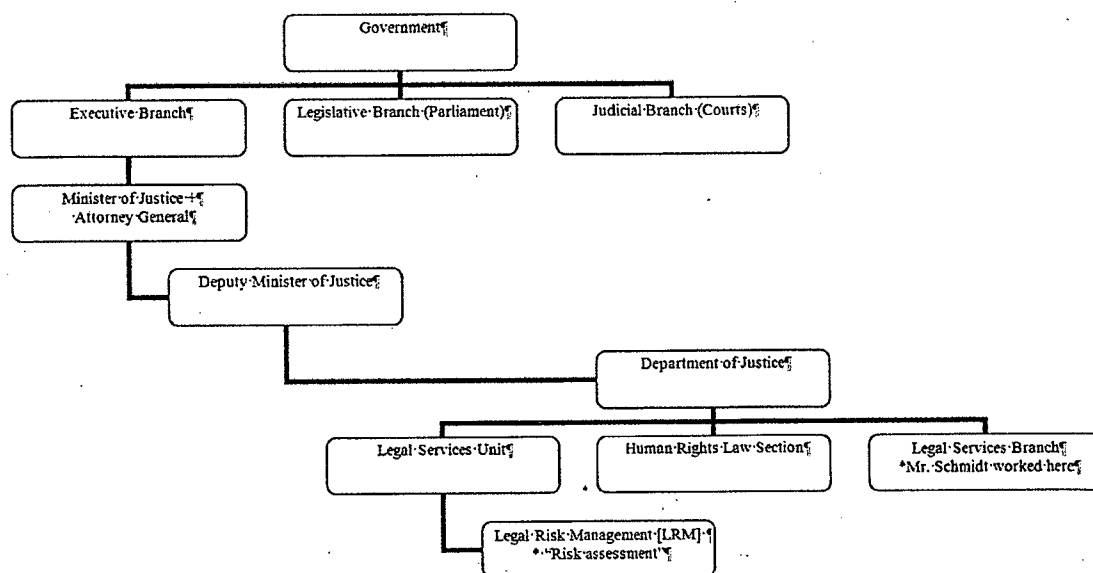 Government¶
Executive·Branch¶
Legislative·Branch·(Parliament)¶
Judicial·Branch·(Courts)¶
Minister·of·Justice·+¶
·Attorney·General¶
Deputy·Minister·of·Justice¶
Department·of·Justice¶
Legal·Services·Unit¶
Human·Rights·Law·Section¶
Legal·Services·Branch¶
*Mr.·Schmidt·worked·here¶
Legal·Risk·Management·[LRM]·¶
*·"Risk·assessment"¶